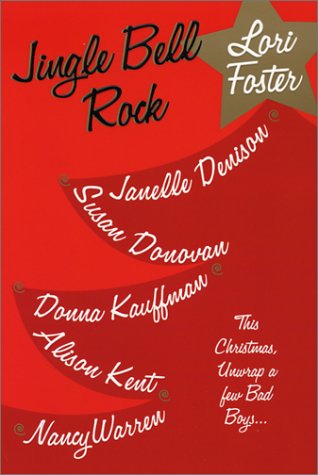 Jingle Bell
Rock
Lori
Foster
Janelle Denison
Susan Donovan
Donna Kauffman
Alison Kent
Nancy Warren
This
Christmas,
Unwrap a
few Bad
Boys...